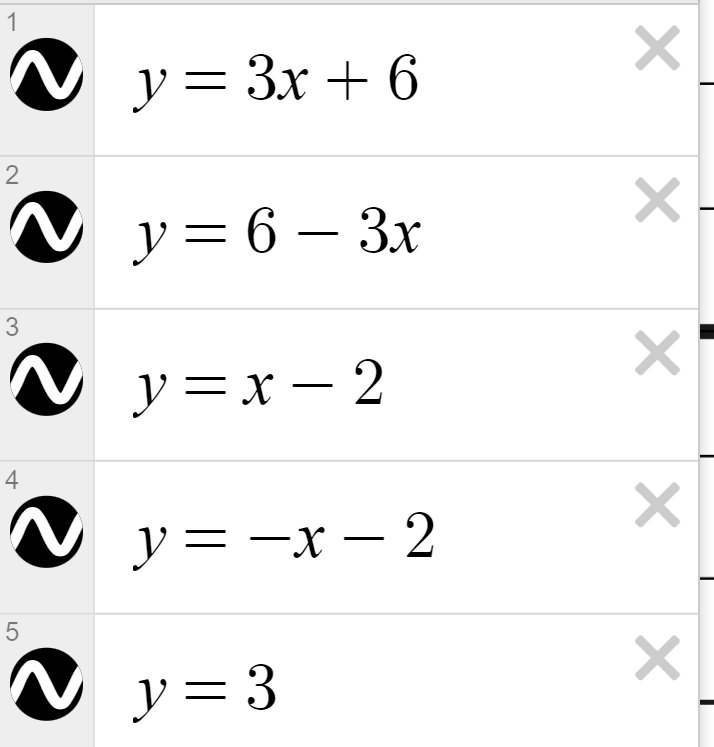 1
y = 3x + 6
2
y = 6 − 3x
3
y = x − 2
4
y = −x − 2
5
y = 3